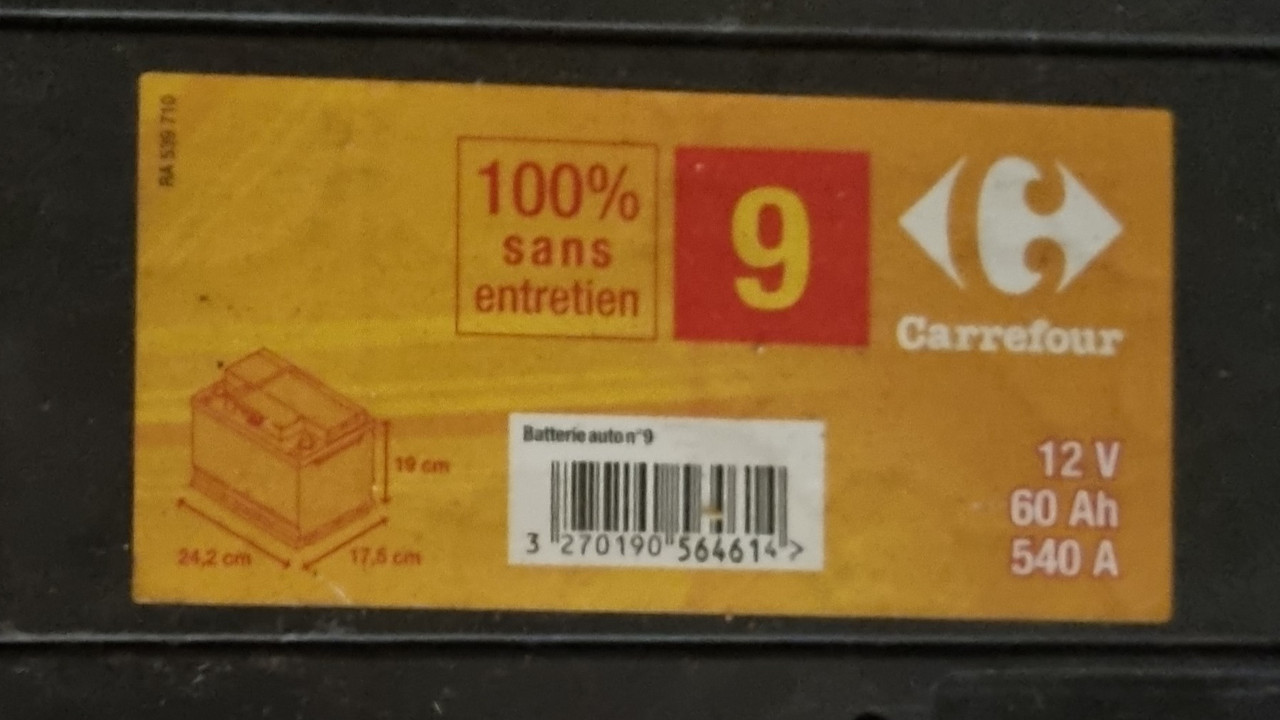 RA 539 710
100%
sans
entretien
9
Carrefour
19 cm
24,2 cm
17,5 cm
Batterie auto n°9
3 270190 564614 >
12 V
60 Ah
540 A